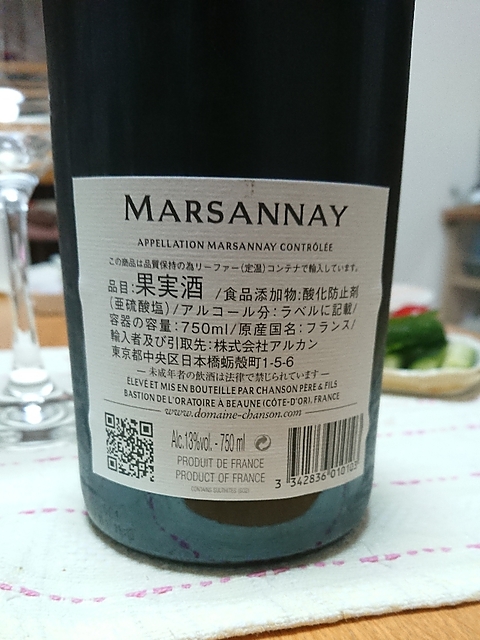 MARSANNAY
APPELLATION MARSANNAY CONTRÔLÉE
この商品は品質保持の為リーファー(定温)コンテナで輸入しています。
品目:果実酒 /食品添加物:酸化防止剤
(亜硫酸塩)/アルコール分:ラベルに記載/
容器の容量:750ml/原産国名:フランス/
輸入者及び引取先:株式会社アルカン
東京都中央区日本橋蛎殻町1-5-6
未成年者の飲酒は法律で禁じられています
ÉLEVÉ ET MIS EN BOUTEILLE PAR CHANSON PÈRE & FILS
BASTION DE L'ORATOIRE À BEAUNE (CÔTE-D'OR), FRANCE
www.domaine-chanson.com
Alc.13%vol. - 750 ml
PRODUIT DE FRANCE
PRODUCT OF FRANCE
CONTAINS SULPHITES
3 342836 010103